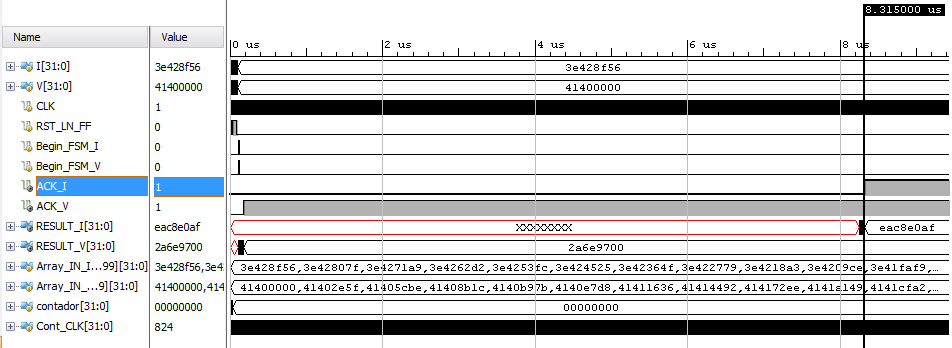 8.315000 us
Name Value
0 us 2 us 4 us 6 us 8 us
I[31:0] 3e428f56 3e428f56
V[31:0] 41400000 41400000
CLK 1
RST_LN_FF 0
Begin_FSM_I 0
Begin_FSM_V 0
ACK_I 1
ACK_V 1
RESULT_I[31:0] eac8e0af XXXXXXXX eac8e0af
RESULT_V[31:0] 2a6e9700 2a6e9700
Array_IN_I...99][31:0] 3e428f56,3e4 3e428f56,3e42807f,3e4271a9,3e4262d2,3e4253fc,3e424525,3e42364f,3e422779,3e4218a3,3e4209ce,3e41faf9,...
Array_IN_...9][31:0] 41400000,414 41400000,41402e5f,41405cbe,41408b1c,4140b97b,4140e7d8,41411636,41414492,414172ee,4141a149,4141cfa2,...
contador[31:0] 00000000 00000000
Cont_CLK[31:0] 824